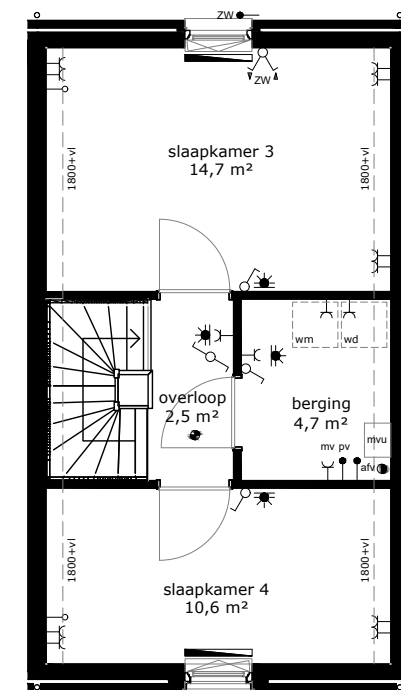 ZW
ZW
slaapkamer 3
14,7 m²
1800+vl
1800+vl
wm
wd
overloop
2,5 m²
berging
4,7 m²
mvu
mv pv
afv
1800+vl
1800+vl
slaapkamer 4
10,6 m²